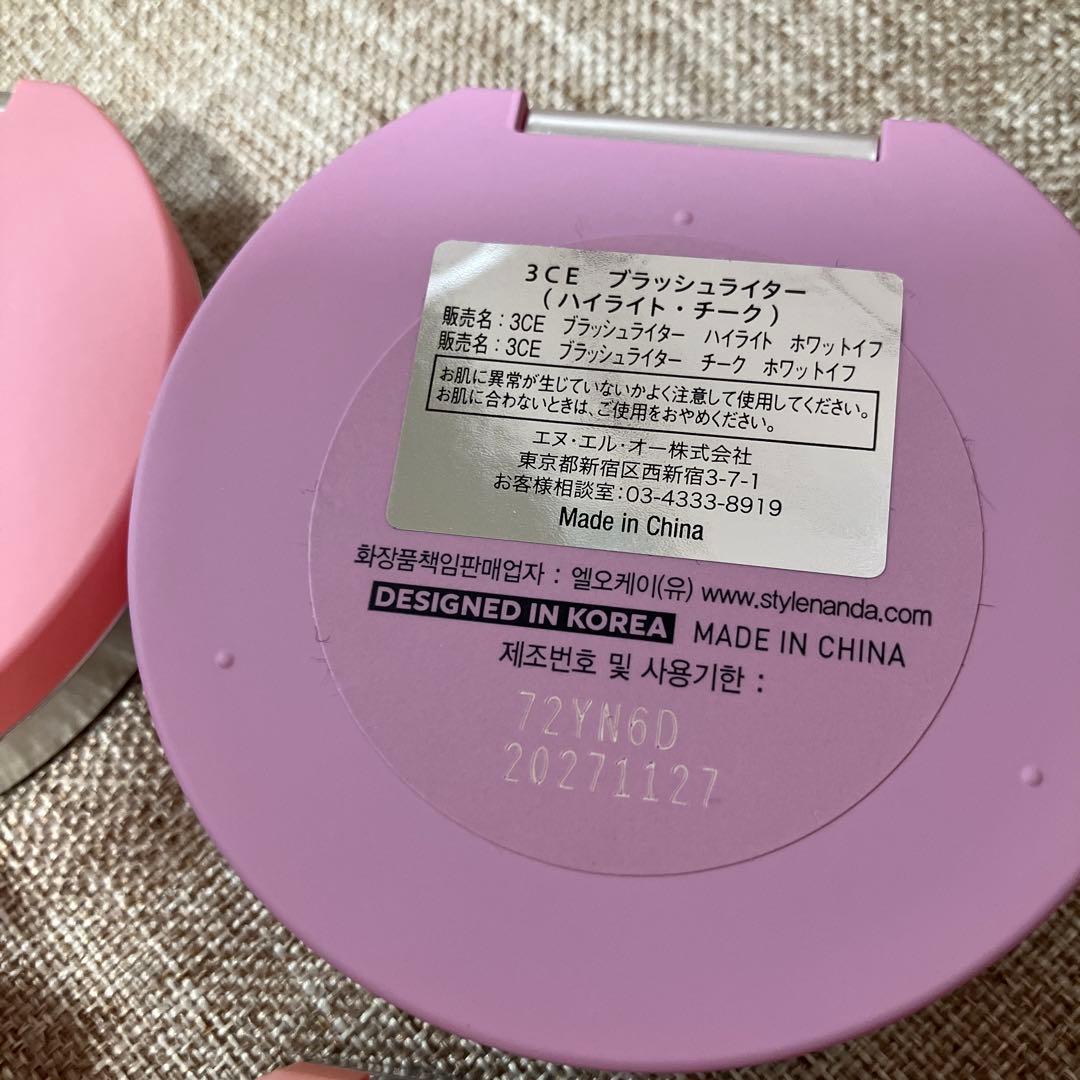 3CE ブラッシュライター
(ハイライト・チーク)
販売名:3CE ブラッシュライター ハイライト ホワットイフ
販売名:3CE ブラッシュライター チーク ホワットイフ
お肌に異常が生じていないかよく注意して使用してください。
お肌に合わないときは、ご使用をおやめください。
エヌ・エル・オー株式会社
東京都新宿区西新宿3-7-1
お客様相談室:03-4333-8919
Made in China
화장품책임판매업자 : 엘오케이(유) www.stylenanda.com
DESIGNED IN KOREA MADE IN CHINA
제조번호 및 사용기한 :
72YN6D
20271127